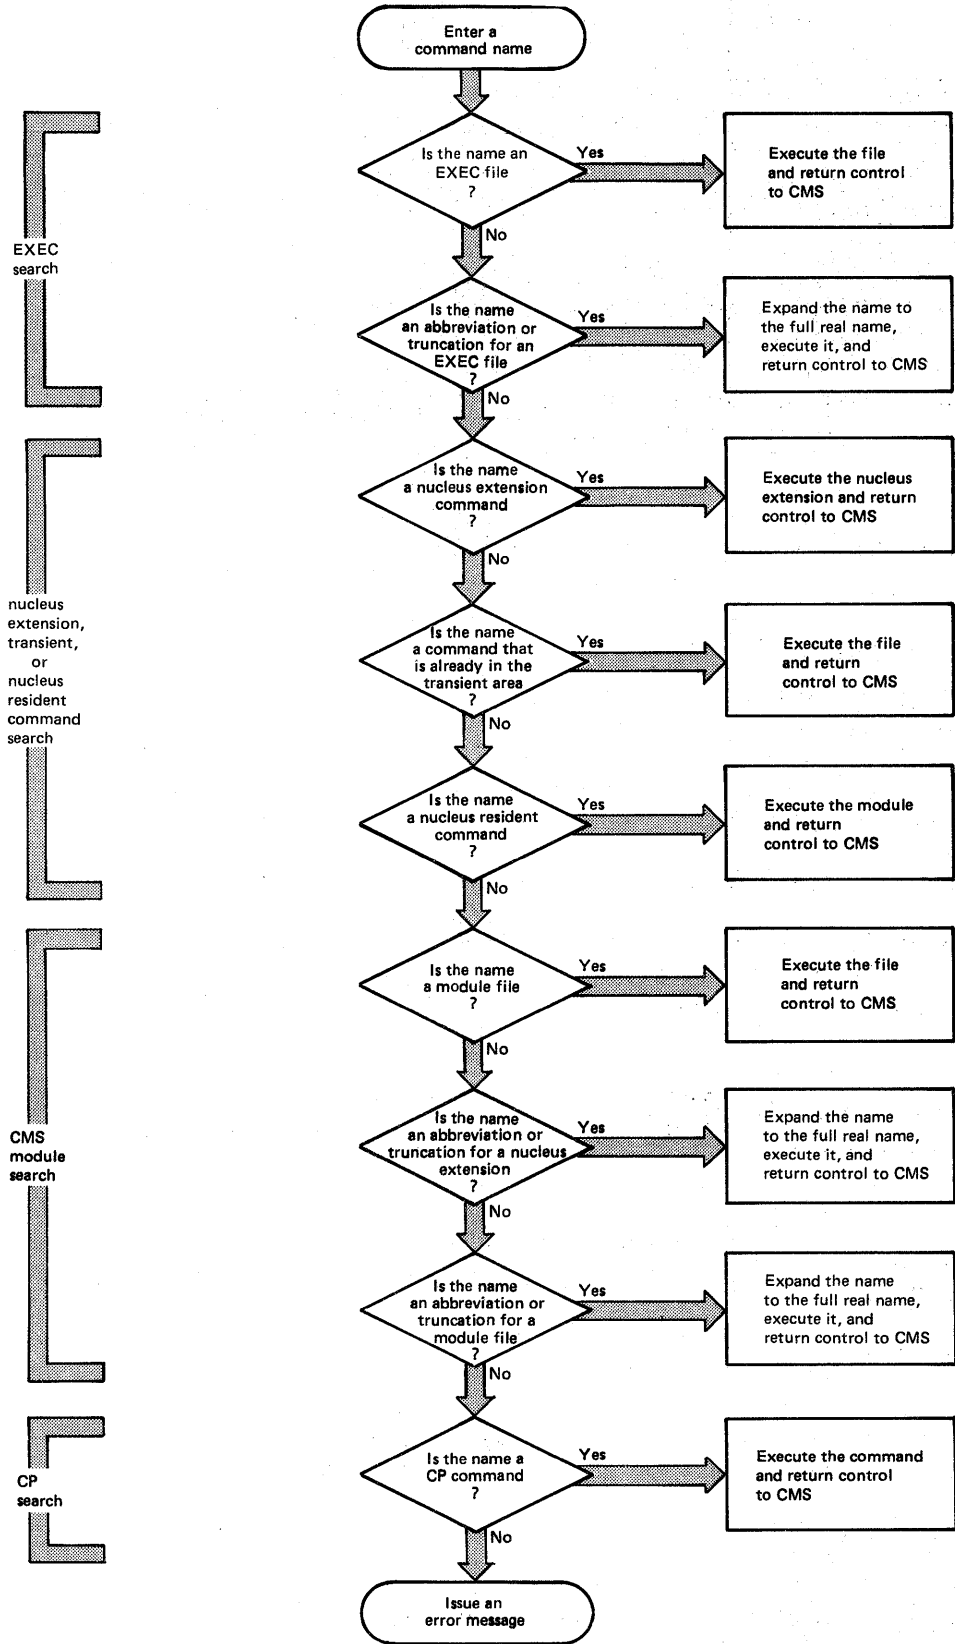 Enter a
command name
Is the name an
EXEC file
?
Yes
Execute the file
and return control
to CMS
No
EXEC
search
Is the name
an abbreviation or
truncation for an
EXEC file
?
Yes
Expand the name to
the full real name,
execute it, and
return control to CMS
No
Is the name
a nucleus extension
command
?
Yes
Execute the nucleus
extension and return
control to CMS
No
nucleus
extension,
transient,
or
nucleus
resident
command
search
Is the name
a command that
is already in the
transient area
?
Yes
Execute the file
and return
control to CMS
No
Is the name
a nucleus resident
command
?
Yes
Execute the module
and return
control to CMS
No
Is the name
a module file
?
Yes
Execute the file
and return
control to CMS
No
CMS
module
search
Is the name
an abbreviation or
truncation for a nucleus
extension
?
Yes
Expand the name
to the full real name,
execute it, and
return control to CMS
No
Is the name
an abbreviation or
truncation for a
module file
?
Yes
Expand the name
to the full real name,
execute it, and
return control to CMS
No
CP
search
Is the name a
CP command
?
Yes
Execute the command
and return control
to CMS
No
Issue an
error message